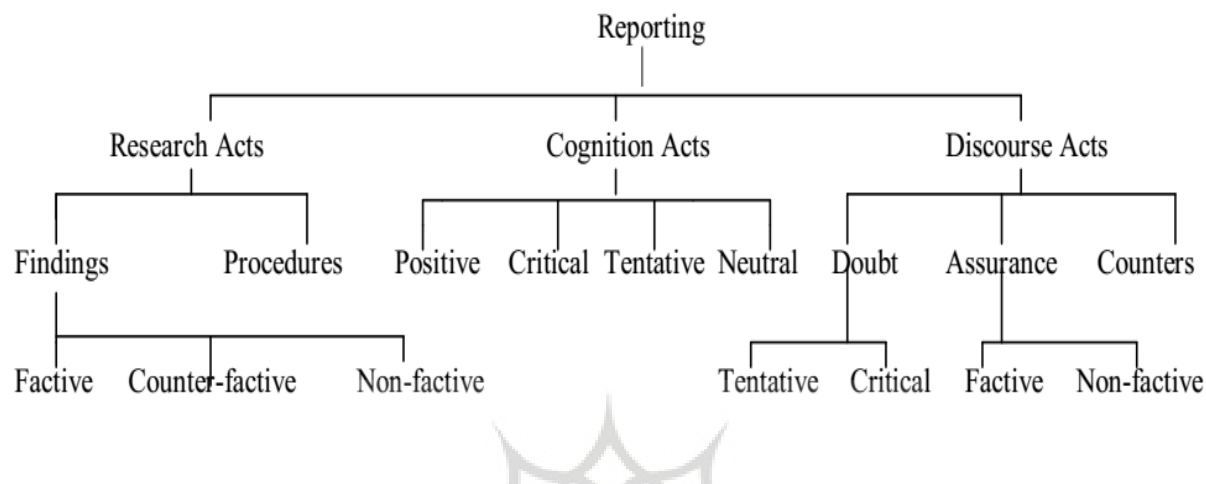 Reporting
Research Acts Cognition Acts Discourse Acts
Findings Procedures Positive Critical Tentative Neutral Doubt Assurance Counters
Factive Counter-factive Non-factive Tentative Critical Factive Non-factive